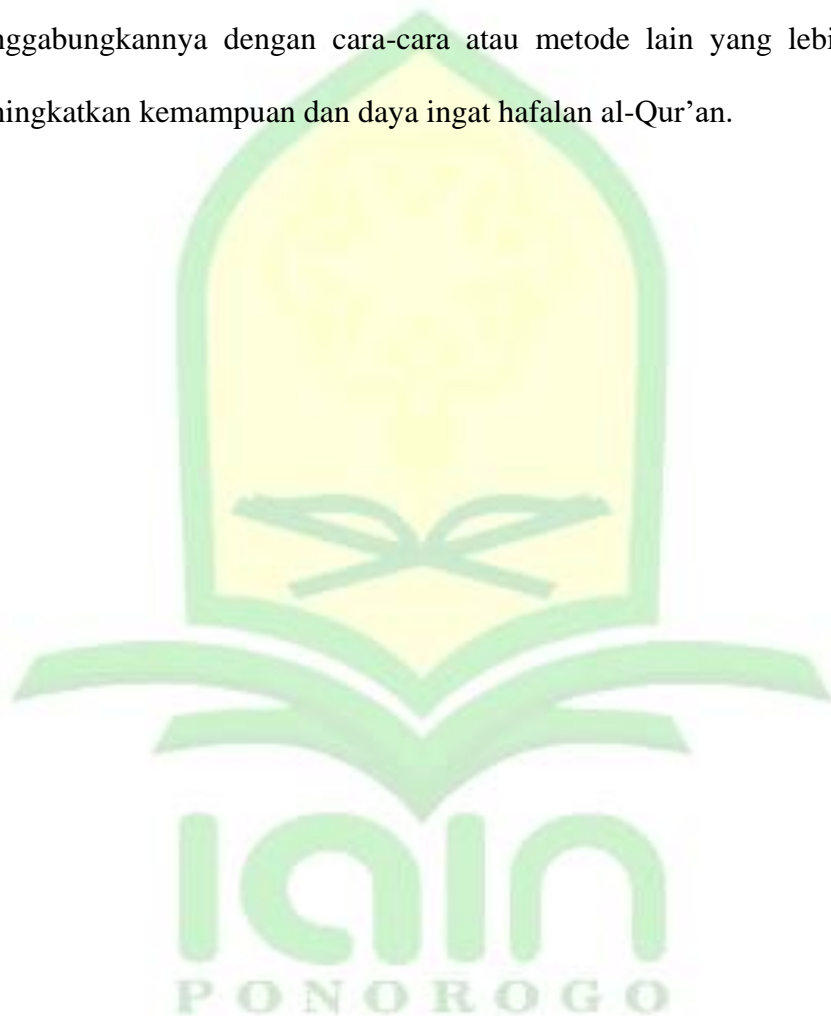 nggabungkannya dengan cara-cara atau metode lain yang lebi
ningkatkan kemampuan dan daya ingat hafalan al-Qur’an.
iain
PONOROGO